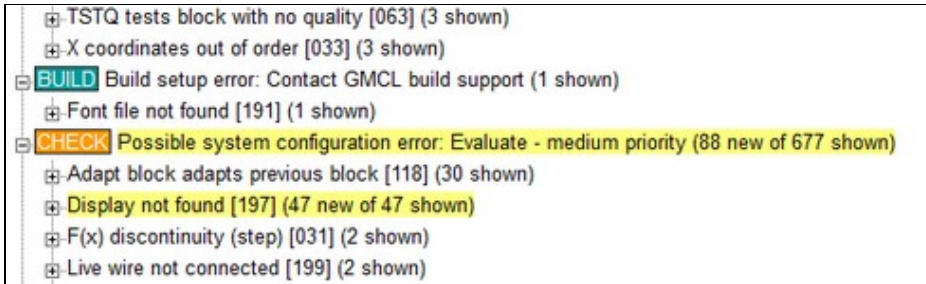 TSTQ tests block with no quality [063] (3 shown)
X coordinates out of order [033] (3 shown)
BUILD Build setup error: Contact GMCL build support (1 shown)
Font file not found [191] (1 shown)
CHECK Possible system configuration error: Evaluate - medium priority (88 new of 677 shown)
Adapt block adapts previous block [118] (30 shown)
Display not found [197] (47 new of 47 shown)
F(x) discontinuity (step) [031] (2 shown)
Live wire not connected [199] (2 shown)